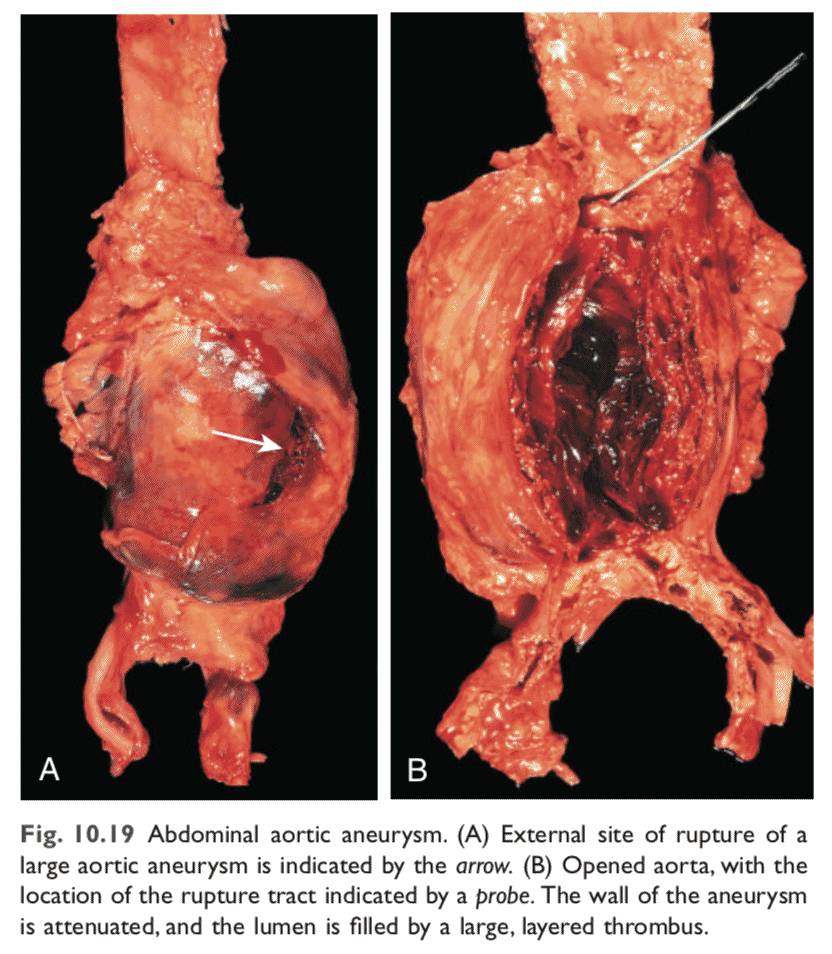 A
B
Fig. 10.19 Abdominal aortic aneurysm. (A) External site of rupture of a
large aortic aneurysm is indicated by the arrow. (B) Opened aorta, with the
location of the rupture tract indicated by a probe. The wall of the aneurysm
is attenuated, and the lumen is filled by a large, layered thrombus.